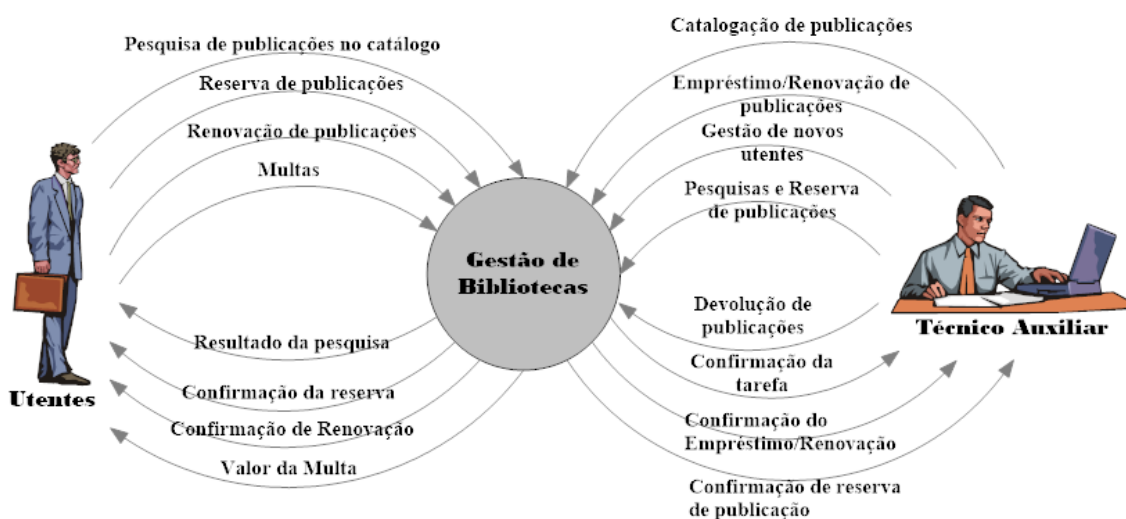 Pesquisa de publicações no catálogo
Reserva de publicações
Renovação de publicações
Multas
Catalogação de publicações
Empréstimo/Renovação de
publicações
Gestão de novos
utentes
Pesquisas e Reserva
de publicações
Gestão de
Bibliotecas
Devolução de
publicações
Técnico Auxiliar
Resultado da pesquisa
Confirmação da
tarefa
Utentes
Confirmação da reserva
Confirmação de Renovação
Confirmação do
Empréstimo/Renovação
Valor da Multa
Confirmação de reserva
de publicação